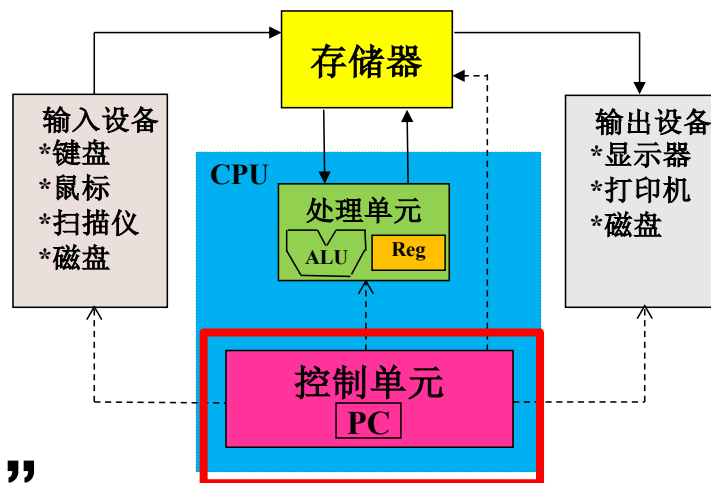 存储器
输入设备
*键盘
*鼠标
*扫描仪
*磁盘
CPU
处理单元
ALU
Reg
输出设备
*显示器
*打印机
*磁盘
控制单元
PC
”